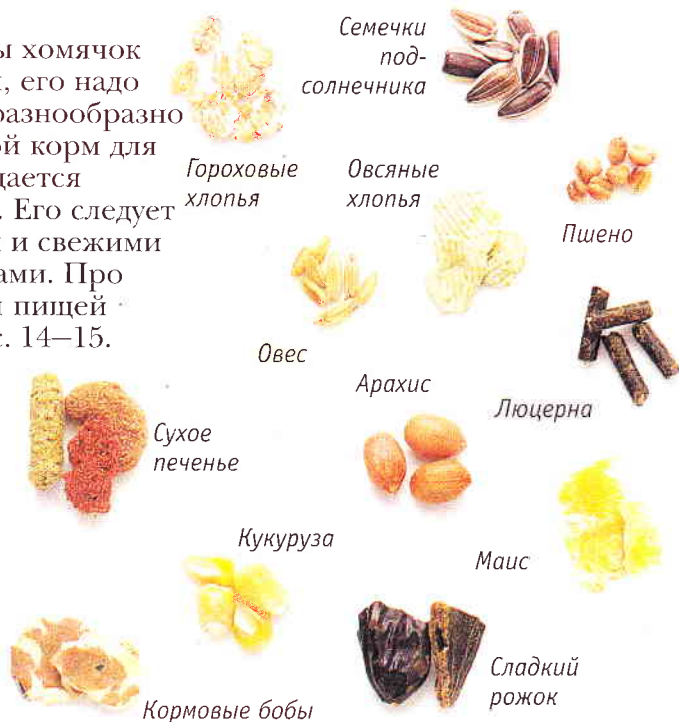 ы хомячок
, его надо
разнообразно
й корм для
дается
. Его следует
и свежими
ами. Про
пищей
с. 14—15.
Семечки
под-
солнечника
Гороховые
хлопья
Овсяные
хлопья
Пшено
Овес
Арахис
Люцерна
Сухое
печенье
Кукуруза
Маис
Кормовые бобы
Сладкий
рожок